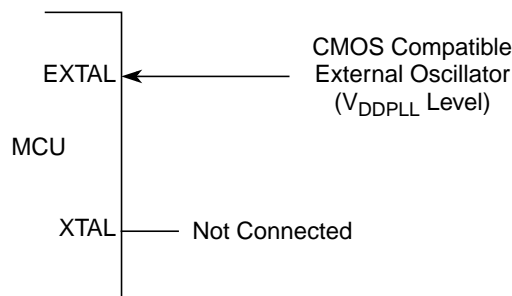 CMOS Compatible
External Oscillator
(VDDPLL Level)
EXTAL
MCU
XTAL
Not Connected